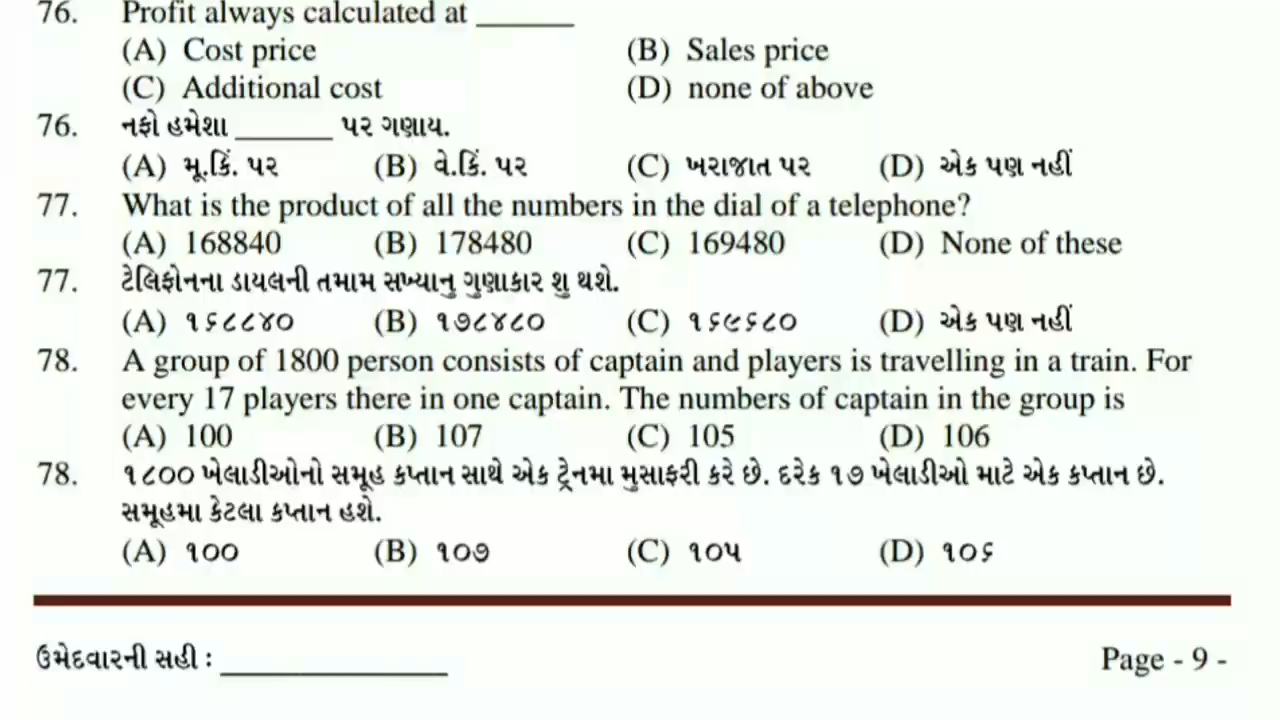 76. Profit always calculated at ______
(A) Cost price (B) Sales price
(C) Additional cost (D) none of above
76. નફો હમેશા ______ પર ગણાય.
(A) મૂ.કિં. પર (B) વે.કિં. પર (C) ખરાજાત પર (D) એક પણ નહીં
77. What is the product of all the numbers in the dial of a telephone?
(A) 168840 (B) 178480 (C) 169480 (D) None of these
77. ટેલિફોનના ડાયલની તમામ સખ્યાનુ ગુણાકાર શુ થશે.
(A) ૧૬૮૮૪૦ (B) ૧૭૮૪૮૦ (C) ૧૬૯૬૮૦ (D) એક પણ નહીં
78. A group of 1800 person consists of captain and players is travelling in a train. For
every 17 players there in one captain. The numbers of captain in the group is
(A) 100 (B) 107 (C) 105 (D) 106
78. ૧૮૦૦ ખેલાડીઓનો સમૂહ કપ્તાન સાથે એક ટ્રેનમા મુસાફરી કરે છે. દરેક ૧૭ ખેલાડીઓ માટે એક કપ્તાન છે.
સમૂહમા કેટલા કપ્તાન હશે.
(A) ૧૦૦ (B) ૧૦૭ (C) ૧૦૫ (D) ૧૦૬
ઉમેદવારની સહી : ______________
Page - 9 -